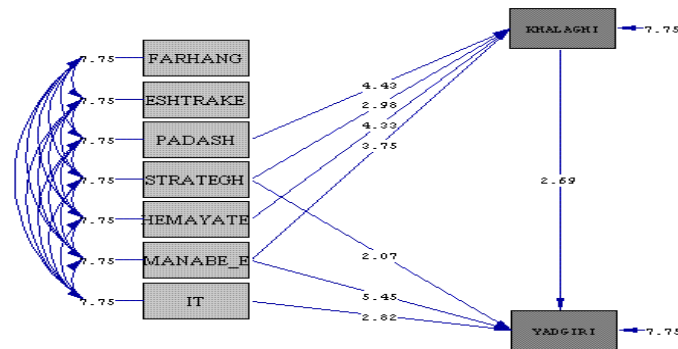 KHALAGHI
7.75
7.75
FARHANG
7.75
ESHTRAKE
4.43
2.98
7.75
PADASH
4.33
3.75
7.75
STRATEGH
2.69
7.75
HEMAYATE
2.07
7.75
MANABE_E
5.45
7.75
IT
2.82
YADGIRI
7.75